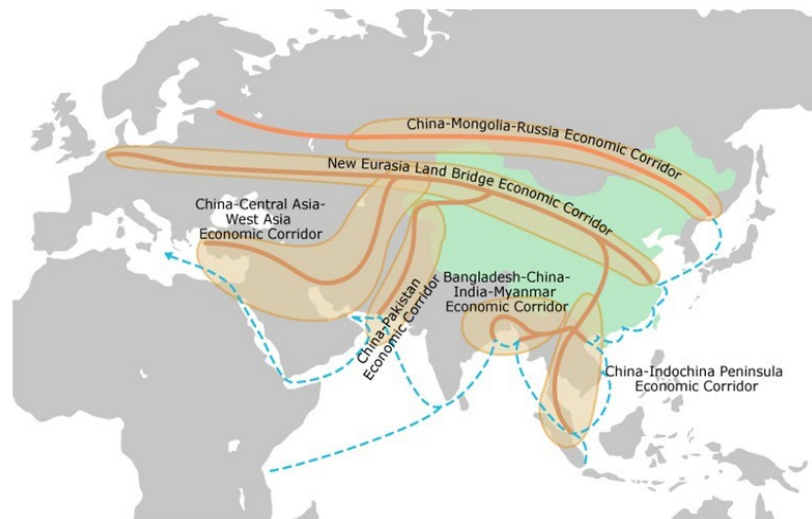 China-Mongolia-Russia Economic Corridor
New Eurasia Land Bridge Economic Corridor
China-Central Asia-
West Asia
Economic Corridor
China-Pakistan
Economic Corridor
Bangladesh-China-
India-Myanmar
Economic Corridor
China-Indochina Peninsula
Economic Corridor